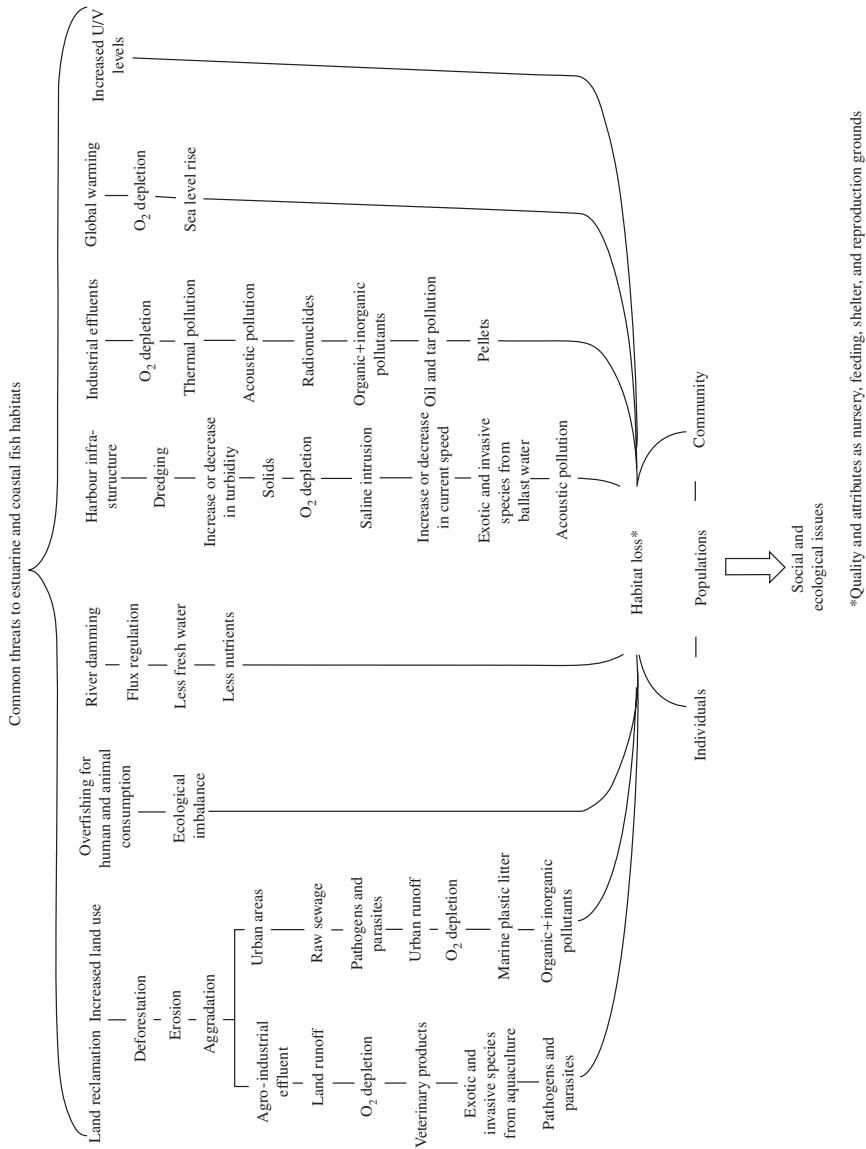 Common threats to estuarine and coastal fish habitats
Land reclamation Increased land use
Deforestation
Erosion
Aggradation
Agro-industrial
effluent
Land runoff
O2 depletion
Veterinary products
Exotic and
invasive species
from aquaculture
Pathogens and
parasites
Urban areas
Raw sewage
Pathogens and
parasites
Urban runoff
O2 depletion
Marine plastic litter
Organic+inorganic
pollutants
Overfishing for
human and animal
consumption
Ecological
imbalance
River damming
Flux regulation
Less fresh water
Less nutrients
Harbour infra-
sturucture
Dredging
Increase or decrease
in turbidity
Solids
O2 depletion
Saline intrusion
Increase or decrease
in current speed
Exotic and invasive
species from
ballast water
Acoustic pollution
Industrial effluents
O2 depletion
Thermal pollution
Acoustic pollution
Radionuclides
Organic+inorganic
pollutants
Oil and tar pollution
Pellets
Global warming
O2 depletion
Sea level rise
Increased U/V
levels
Habitat loss*
Individuals — Populations — Community
Social and
ecological issues
*Quality and attributes as nursery, feeding, shelter, and reproduction grounds